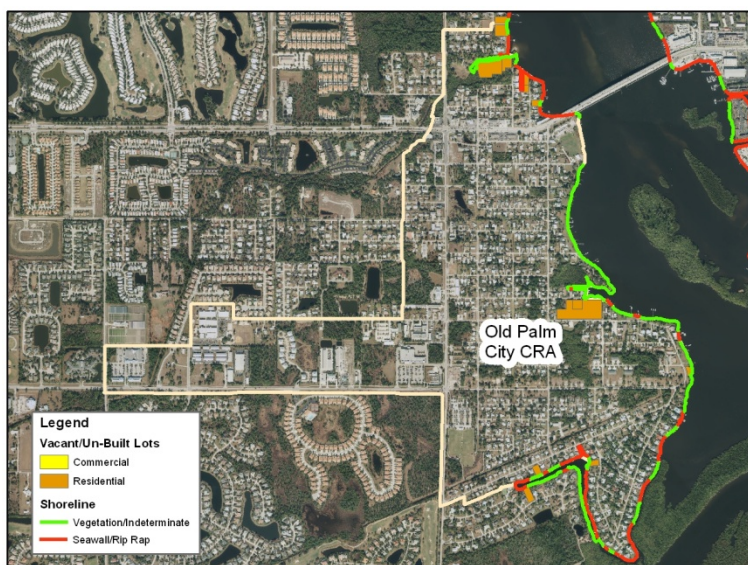 Old Palm
City CRA
Legend
Vacant/Un-Built Lots
Commercial
Residential
Shoreline
Vegetation/Indeterminate
Seawall/Rip Rap